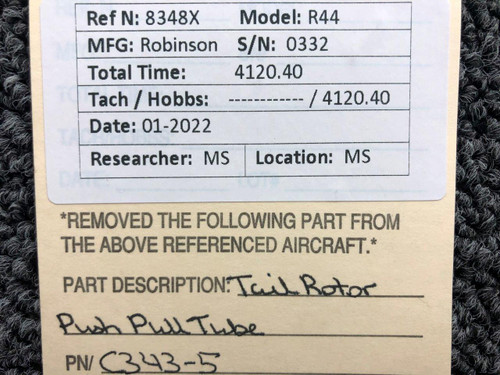 Ref N: 8348X Model: R44
MFG: Robinson S/N: 0332
Total Time: 4120.40
Tach / Hobbs: ------------ / 4120.40
Date: 01-2022
Researcher: MS Location: MS
*REMOVED THE FOLLOWING PART FROM
THE ABOVE REFERENCED AIRCRAFT.*
PART DESCRIPTION: Tail Rotor
Push Pull Tube
PN/ C343-5